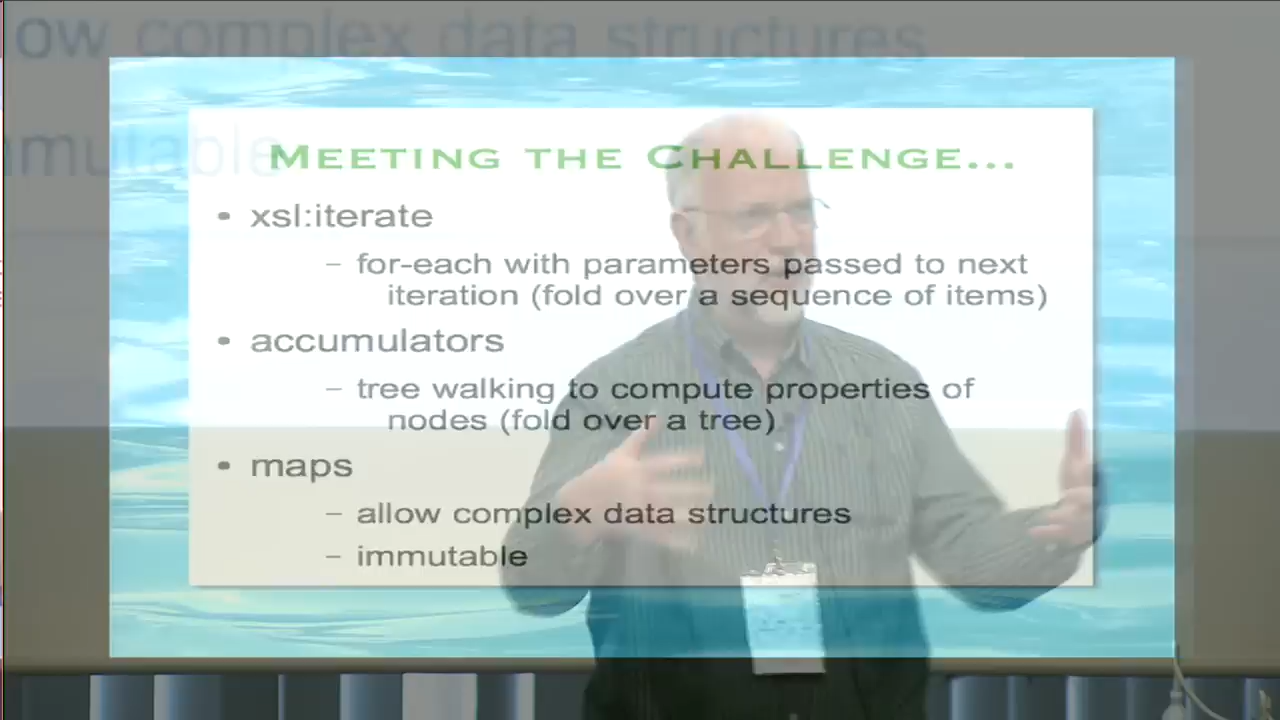 ow complex data structures
mmutable
MEETING THE CHALLENGE...
• xsl:iterate
– for-each with parameters passed to next
iteration (fold over a sequence of items)
• accumulators
– tree walking to compute properties of
nodes (fold over a tree)
• maps
– allow complex data structures
– immutable